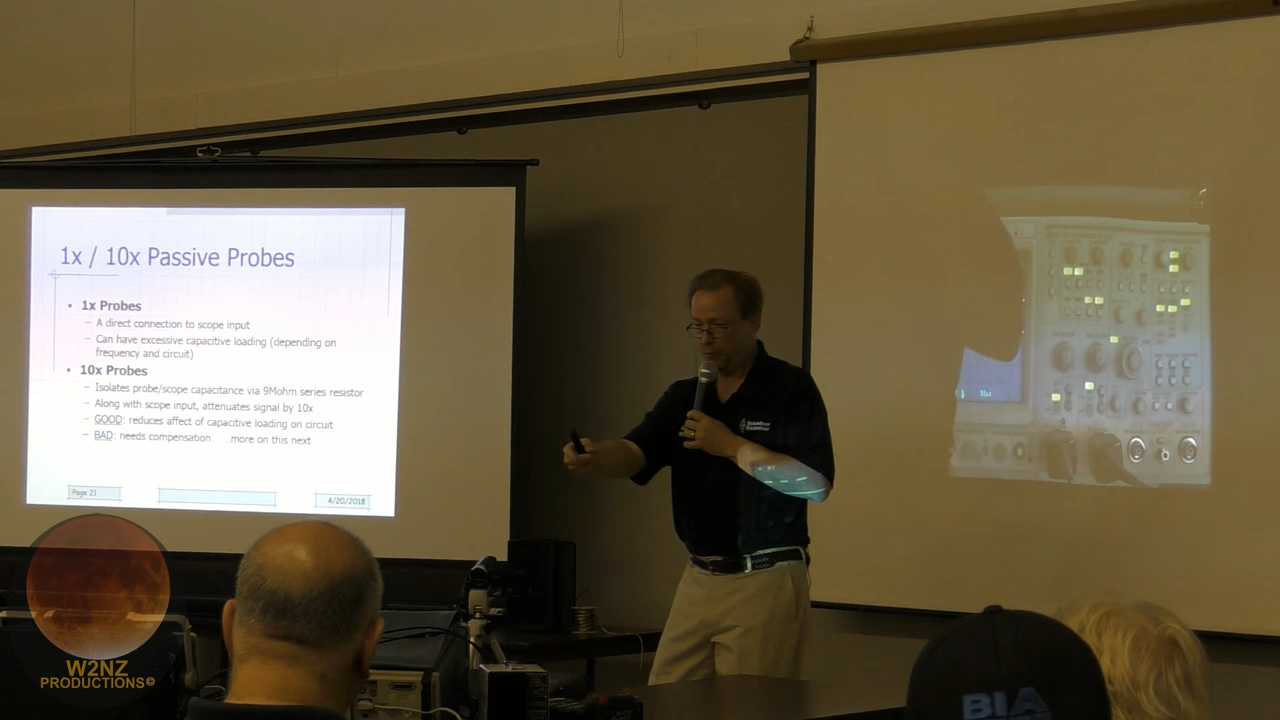 1x / 10x Passive Probes
• 1x Probes
– A direct connection to scope input
– Can have excessive capacitive loading (depending on
frequency and circuit)
• 10x Probes
– Isolates probe/scope capacitance via 9Mohm series resistor
– Along with scope input, attenuates signal by 10x
– GOOD: reduces affect of capacitive loading on circuit
– BAD: needs compensation.....more on this next
Page 21
4/20/2018
W2NZ
PRODUCTIONS©
BIA